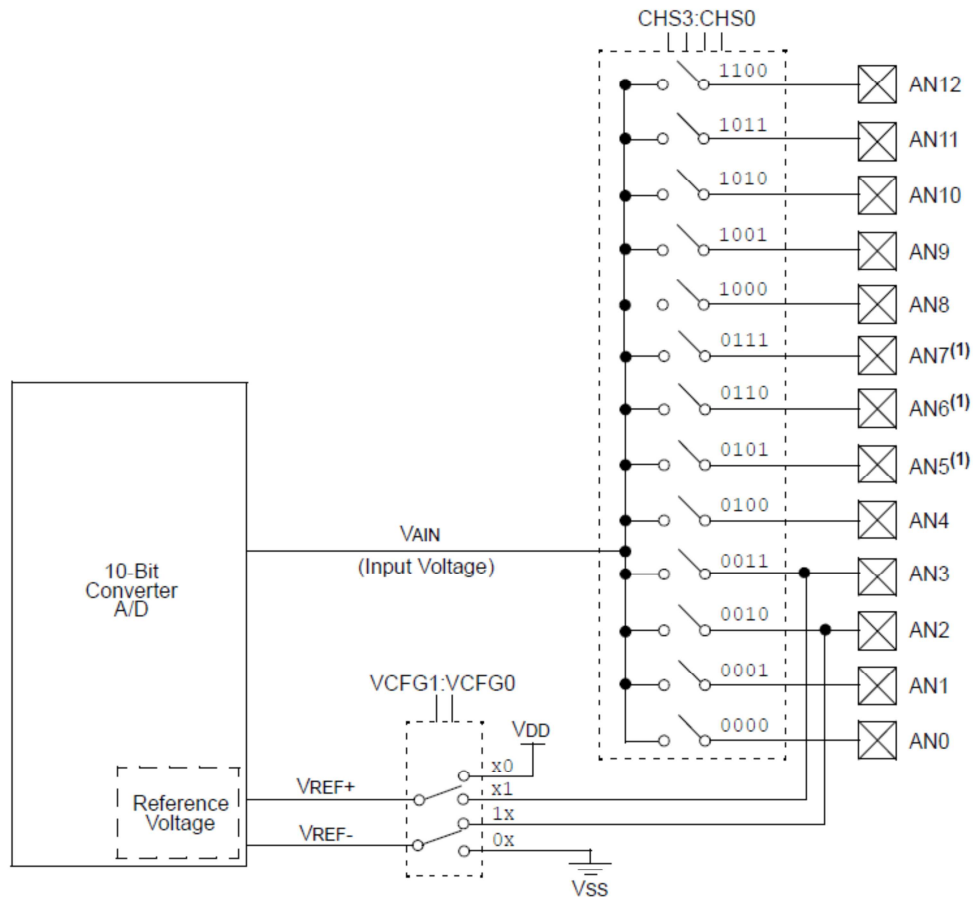 CHS3:CHS0
1100 AN12
1011 AN11
1010 AN10
1001 AN9
1000 AN8
0111 AN7(1)
0110 AN6(1)
0101 AN5(1)
0100 AN4
VAIN
(Input Voltage)
0011 AN3
10-Bit
Converter
A/D
0010 AN2
0001 AN1
VCFG1:VCFG0
0000 AN0
VDD
x0
Reference
Voltage
VREF+
x1
1x
VREF-
0x
VSS